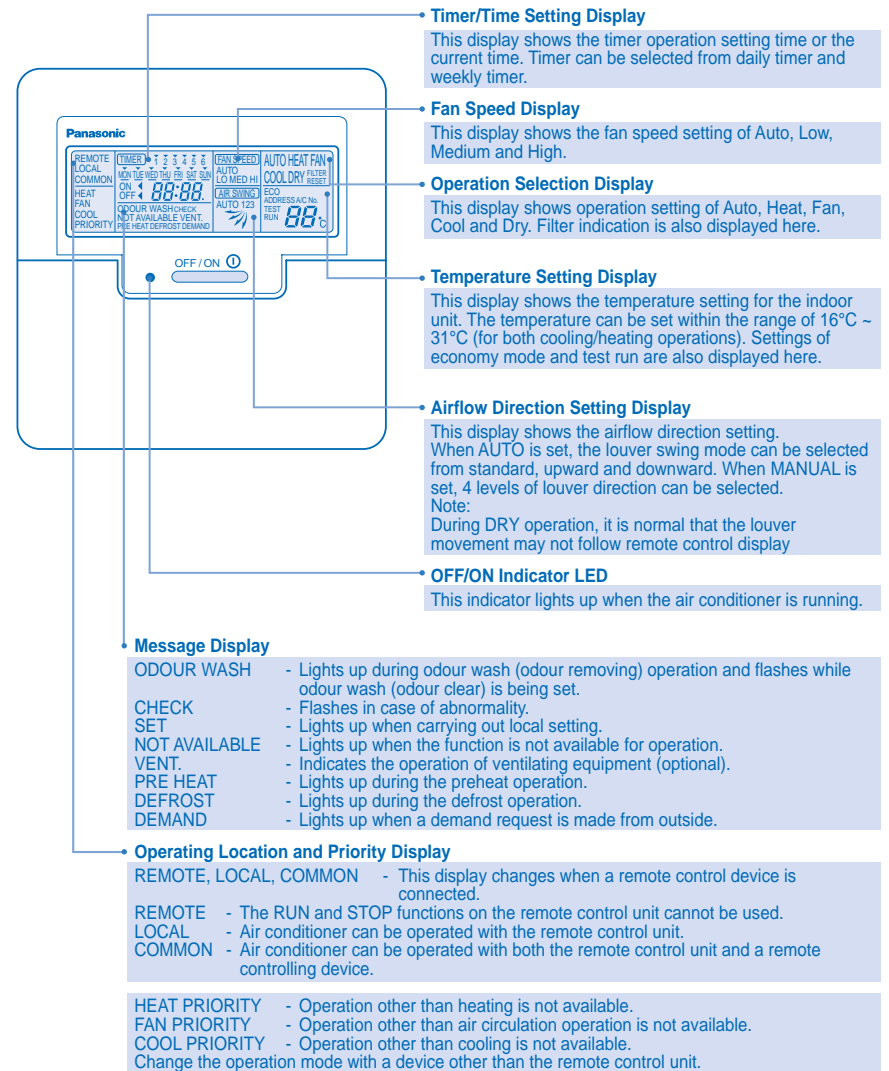 Timer/Time Setting Display
This display shows the timer operation setting time or the
current time. Timer can be selected from daily timer and
weekly timer.
Fan Speed Display
This display shows the fan speed setting of Auto, Low,
Medium and High.
Operation Selection Display
This shows operation setting of Auto, Heat, Fan,
Cool and Dry. Filter indication is also displayed here.
Temperature Setting Display
This display shows the temperature setting for the indoor
unit. The temperature can be set within the range of 16°C ~
31°C (for both cooling/heating operations). Settings of
economy mode and test run are also displayed here.
Airflow Direction Setting Display
This display shows the airflow direction setting.
When AUTO is set, the louver swing mode can be selected
from standard, upward and downward. When MANUAL is
set, 4 levels of louver direction can be selected.
Note:
During DRY operation, it is normal that the louver
movement may not follow remote control display
OFF/ON Indicator LED
This indicator lights up when the air conditioner is running.
Panasonic
REMOTE
LOCAL
COMMON
HEAT
FAN
COOL
PRIORITY
TIMER 1 2 3 4 5 6
MON TUE WED THU FRI SAT SUN
ON
OFF 88:88.
ODOUR WASH CHECK
NOT AVAILABLE VENT.
PRE HEAT DEFROST DEMAND
FAN SPEED
AUTO
LO MED HI
AIR SWING
AUTO 123
AUTO HEAT FAN
COOL DRY FILTER RESET
ECO
ADDRESS A/C No.
TEST
RUN 88°C
OFF / ON
Message Display
ODOUR WASH - Lights up during odour wash (odour removing) operation and flashes while
odour wash (odour clear) is being set.
CHECK - Flashes in case of abnormality.
SET - Lights up when carrying out local setting.
NOT AVAILABLE - Lights up when the function is not available for operation.
VENT. - Indicates the operation of ventilating equipment (optional).
PRE HEAT - Lights up during the preheat operation.
DEFROST - Lights up during the defrost operation.
DEMAND - Lights up when a demand request is made from outside.
Operating Location and Priority Display
REMOTE, LOCAL, COMMON - This display changes when a remote control device is
connected.
REMOTE - The RUN and STOP functions on the remote control unit cannot be used.
LOCAL - Air conditioner can be operated with the remote control unit.
COMMON - Air conditioner can be operated with both the remote control unit and a remote
controlling device.
HEAT PRIORITY - Operation other than heating is not available.
FAN PRIORITY - Operation other than air circulation operation is not available.
COOL PRIORITY - Operation other than cooling is not available.
Change the operation mode with a device other than the remote control unit.